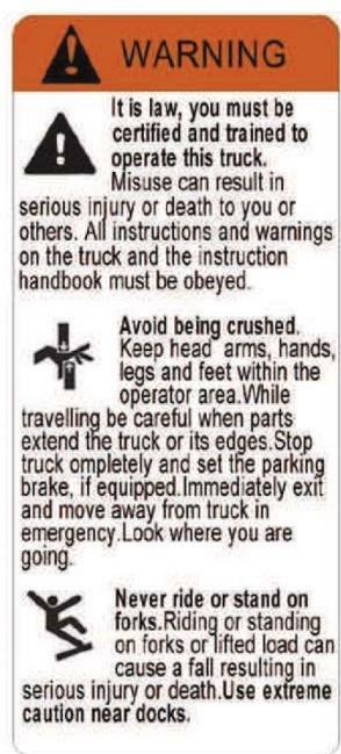 WARNING
It is law, you must be
certified and trained to
operate this truck.
Misuse can result in
serious injury or death to you or
others. All instructions and warnings
on the truck and the instruction
handbook must be obeyed.
Avoid being crushed.
Keep head arms, hands,
legs and feet within the
operator area.While
travelling be careful when parts
extend the truck or its edges.Stop
truck ompletely and set the parking
brake, if equipped.Immediately exit
and move away from truck in
emergency.Look where you are
going.
Never ride or stand on
forks.Riding or standing
on forks or lifted load can
cause a fall resulting in
serious injury or death.Use extreme
caution near docks.